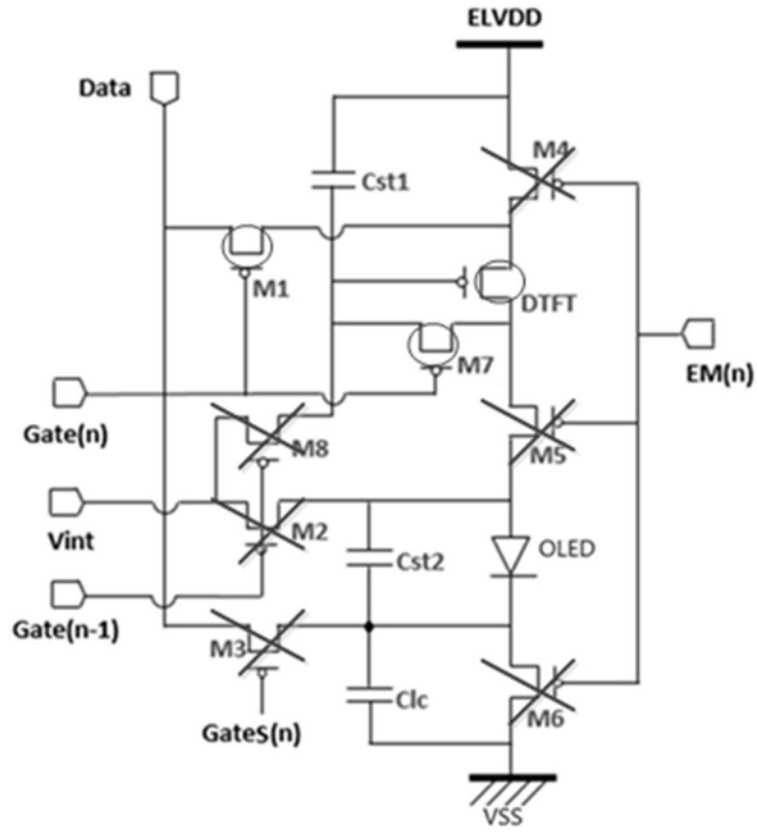 ELVDD
Data
M4
Cst1
M1
DTFT
M7
EM(n)
Gate(n)
M8
M5
Vint
M2
OLED
Cst2
Gate(n-1)
M3
Clc
M6
GateS(n)
VSS